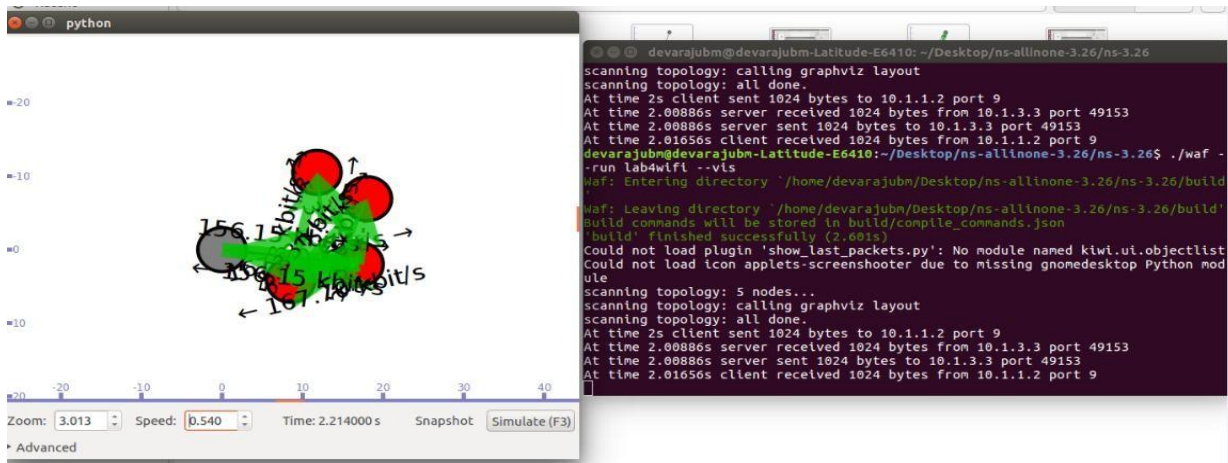 python
-20
-10
0
10
20
-20
-10
0
10
20
30
40
156.1
kbit/s
kbit/s
Zoom: 3.013 Speed: 0.540 Time: 2.214000 s Snapshot Simulate (F3)
Advanced
devarajubm@devarajubm-Latitude-E6410: ~/Desktop/ns-allinone-3.26/ns-3.26
scanning topology: calling graphviz layout
scanning topology: all done.
At time 2s client sent 1024 bytes to 10.1.1.2 port 9
At time 2.00886s server received 1024 bytes from 10.1.3.3 port 49153
At time 2.00886s server sent 1024 bytes to 10.1.3.3 port 49153
At time 2.01656s client received 1024 bytes from 10.1.1.2 port 9
devarajubm@devarajubm-Latitude-E6410:~/Desktop/ns-allinone-3.26/ns-3.26$ ./waf -
-run lab4wifi --vis
Waf: Entering directory `/home/devarajubm/Desktop/ns-allinone-3.26/ns-3.26/build
'
Waf: Leaving directory `/home/devarajubm/Desktop/ns-allinone-3.26/ns-3.26/build'
Build commands will be stored in build/compile_commands.json
'build' finished successfully (2.601s)
Could not load plugin 'show_last_packets.py': No module named kiwi.ui.objectlist
Could not load icon applets-screenshooter due to missing gnomedesktop Python mod
ule
scanning topology: 5 nodes...
scanning topology: calling graphviz layout
scanning topology: all done.
At time 2s client sent 1024 bytes to 10.1.1.2 port 9
At time 2.00886s server received 1024 bytes from 10.1.3.3 port 49153
At time 2.00886s server sent 1024 bytes to 10.1.3.3 port 49153
At time 2.01656s client received 1024 bytes from 10.1.1.2 port 9